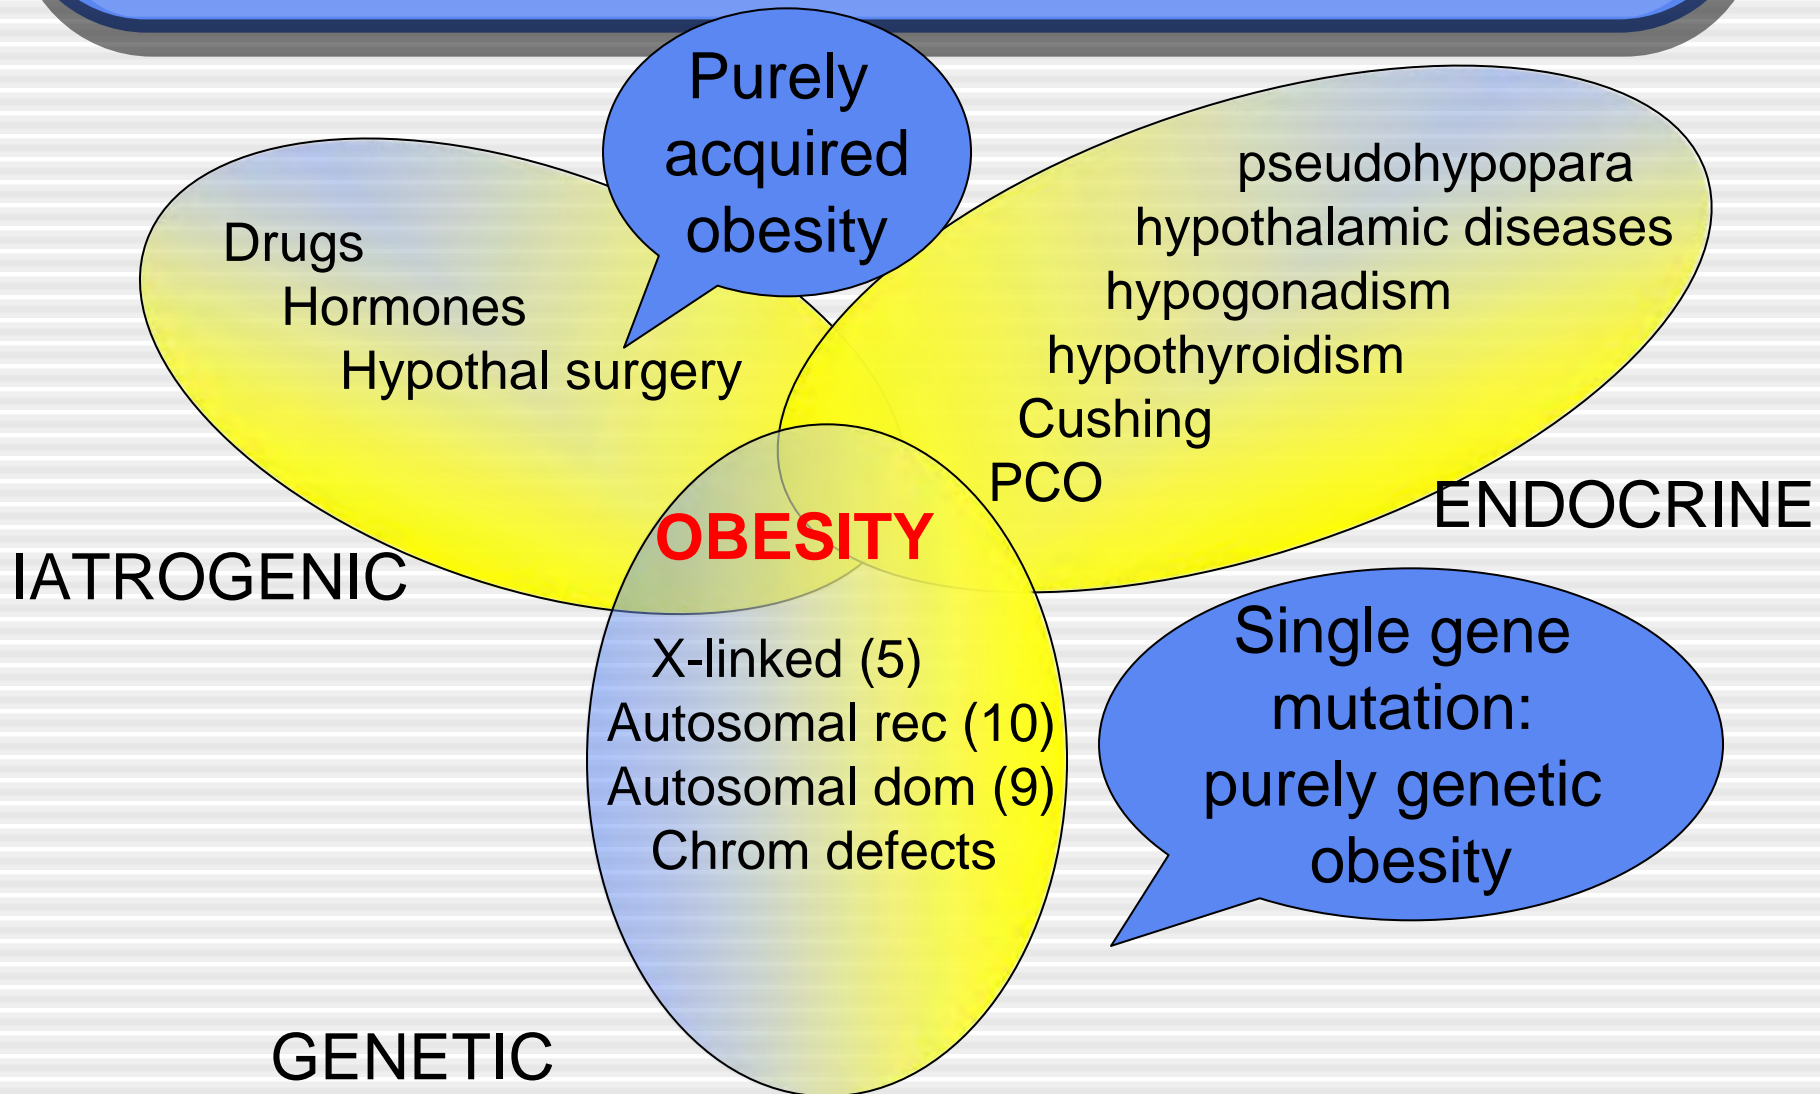 Purely
acquired
obesity
Drugs
Hormones
Hypothal surgery
IATROGENIC
pseudohypopara
hypothalamic diseases
hypogonadism
hypothyroidism
Cushing
PCO
ENDOCRINE
OBESITY
X-linked (5)
Autosomal rec (10)
Autosomal dom (9)
Chrom defects
GENETIC
Single gene
mutation:
purely genetic
obesity